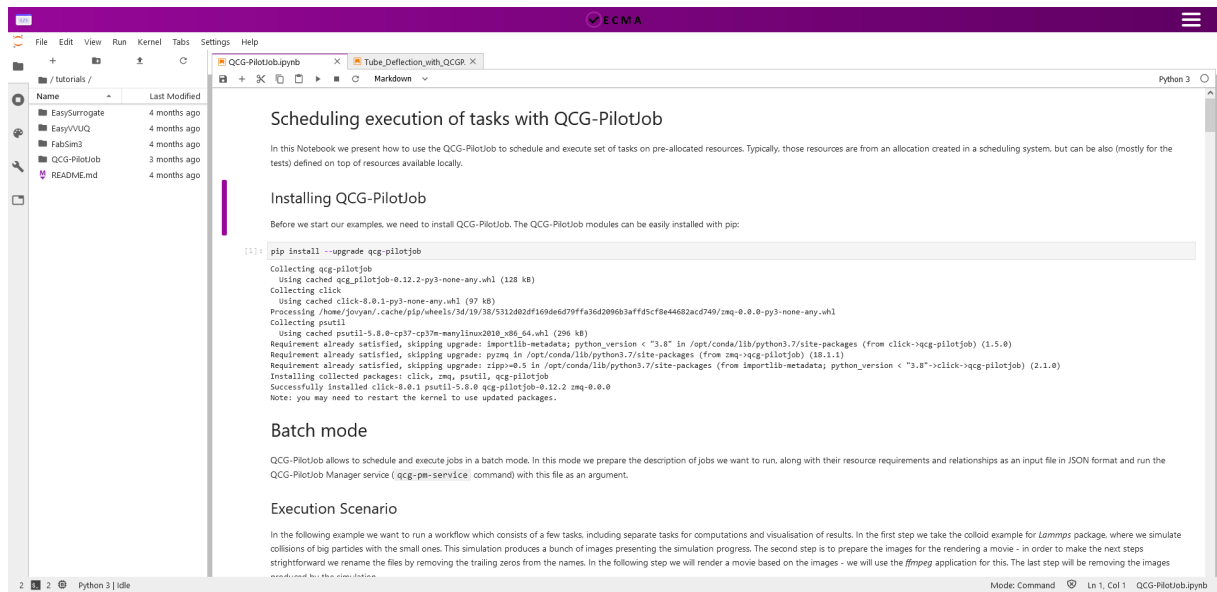 ECMA
File Edit View Run Kernel Tabs Settings Help
QCG-PilotJob.ipynb
Tube_Deflection_with_QCGP.
/ tutorials /
Markdown
Python 3
Name
Last Modified
EasySurrogate 4 months ago
EasyVVUQ 4 months ago
FabSim3 4 months ago
QCG-PilotJob 3 months ago
README.md 4 months ago
Scheduling execution of tasks with QCG-PilotJob
In this Notebook we present how to use the QCG-PilotJob to schedule and execute set of tasks on pre-allocated resources. Typically, those resources are from an allocation created in a scheduling system, but can be also (mostly for the
tests) defined on top of resources available locally.
Installing QCG-PilotJob
Before we start our examples, we need to install QCG-PilotJob. The QCG-PilotJob modules can be easily installed with pip:
[1]: pip install --upgrade qcg-pilotjob
Collecting qcg-pilotjob
Using cached qcg_pilotjob-0.12.2-py3-none-any.whl (128 kB)
Collecting click
Using cached click-8.0.1-py3-none-any.whl (97 kB)
Processing /home/jovyan/.cache/pip/wheels/3d/19/38/5312d02df169de6d79ffa36d2096b3affd5cf8e44682acd749/zmq-0.0.0-py3-none-any.whl
Collecting psutil
Using cached psutil-5.8.0-cp37-cp37m-manylinux2010_x86_64.whl (296 kB)
Requirement already satisfied, skipping upgrade: importlib-metadata; python_version < "3.8" in /opt/conda/lib/python3.7/site-packages (from click->qcg-pilotjob) (1.5.0)
Requirement already satisfied, skipping upgrade: pyzmq in /opt/conda/lib/python3.7/site-packages (from zmq->qcg-pilotjob) (18.1.1)
Requirement already satisfied, skipping upgrade: zipp>=0.5 in /opt/conda/lib/python3.7/site-packages (from importlib-metadata; python_version < "3.8"->click->qcg-pilotjob) (2.1.0)
Installing collected packages: click, zmq, psutil, qcg-pilotjob
Successfully installed click-8.0.1 psutil-5.8.0 qcg-pilotjob-0.12.2 zmq-0.0.0
Note: you may need to restart the kernel to use updated packages.
Batch mode
QCG-PilotJob allows to schedule and execute jobs in a batch mode. In this mode we prepare the description of jobs we want to run, along with their resource requirements and relationships as an input file in JSON format and run the
QCG-PilotJob Manager service ( qcg-pm-service command) with this file as an argument.
Execution Scenario
In the following example we want to run a workflow which consists of a few tasks, including separate tasks for computations and visualisation of results. In the first step we take the colloid example for Lammps package, where we simulate
collisions of big particles with the small ones. This simulation produces a bunch of images presenting the simulation progress. The second step is to prepare the images for the rendering a movie - in order to make the next steps
strightforward we rename the files by removing the trailing zeros from the names. In the following step we will render a movie based on the images - we will use the ffmpeg application for this. The last step will be removing the images
produced by the simulation
2 2 Python 3 | Idle
Mode: Command
Ln 1, Col 1
QCG-PilotJob.ipynb